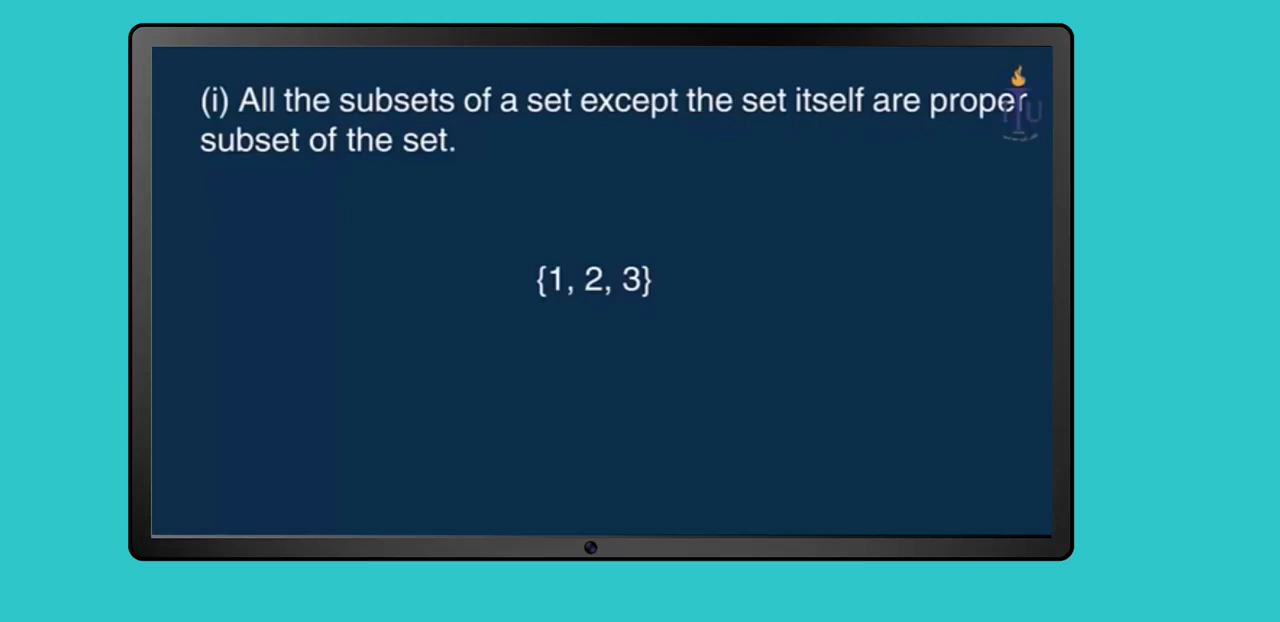 (i) All the subsets of a set except the set itself are proper
subset of the set.
{1, 2, 3}